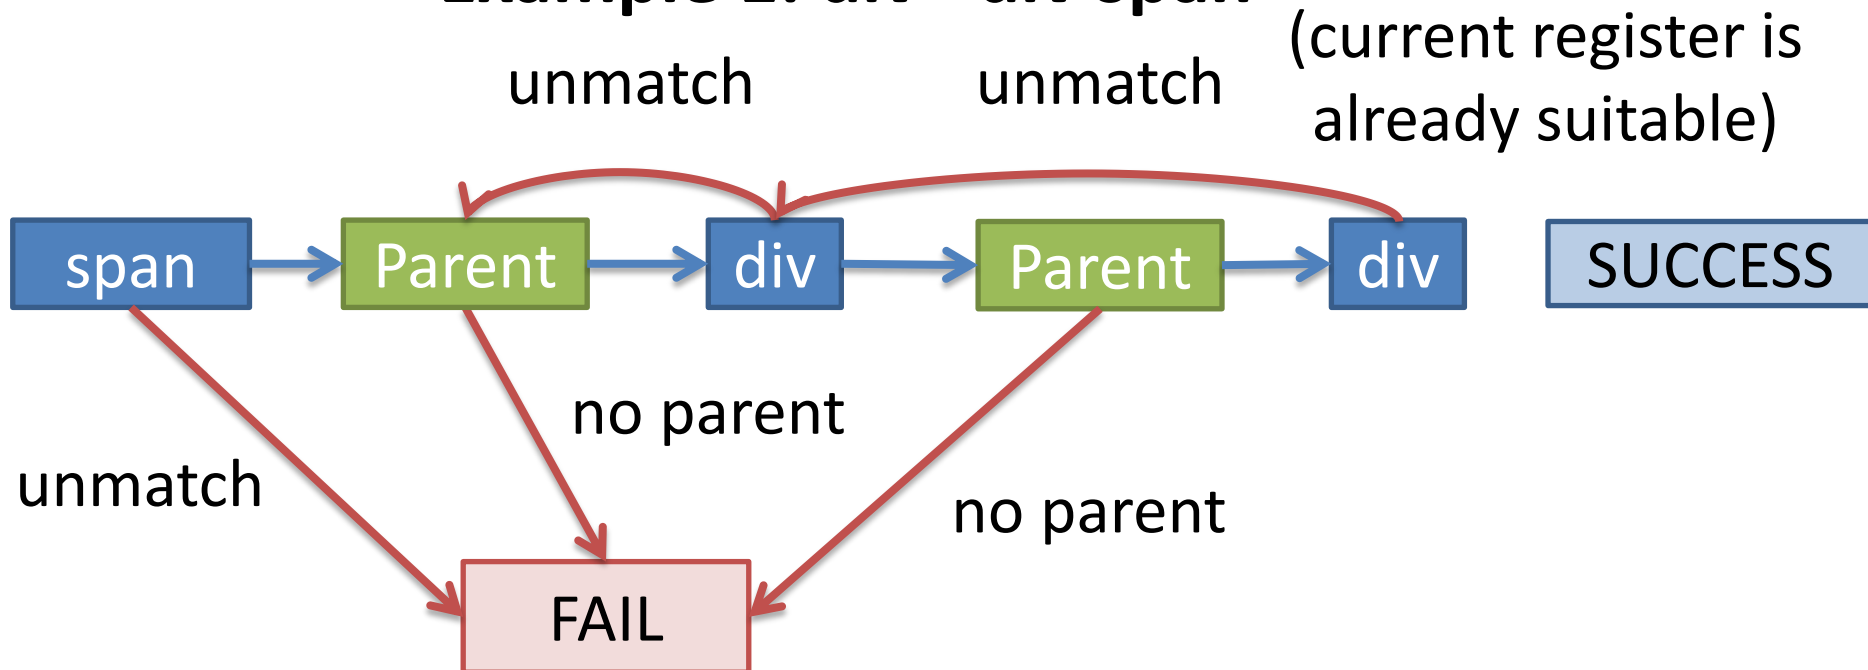 (current register is
already suitable)
unmatch
unmatch
span
Parent
div
Parent
div
SUCCESS
no parent
unmatch
no parent
FAIL